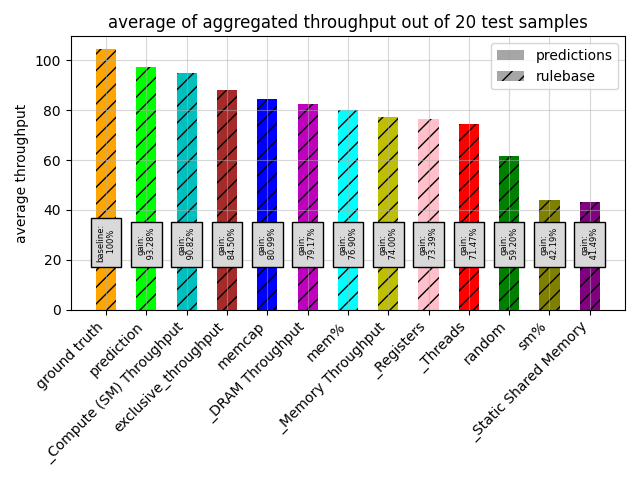 average of aggregated throughput out of 20 test samples
predictions
rulebase
average throughput
100
80
60
40
20
0
baseline:
100%
gain:
93.28%
gain:
90.82%
gain:
84.50%
gain:
80.99%
gain:
79.17%
gain:
76.90%
gain:
74.00%
gain:
73.39%
gain:
71.47%
gain:
59.20%
gain:
42.19%
gain:
41.49%
ground truth
prediction
_Compute (SM) Throughput
exclusive_throughput
memcap
_DRAM Throughput
mem%
_Memory Throughput
_Registers
_Threads
random
sm%
_Static Shared Memory